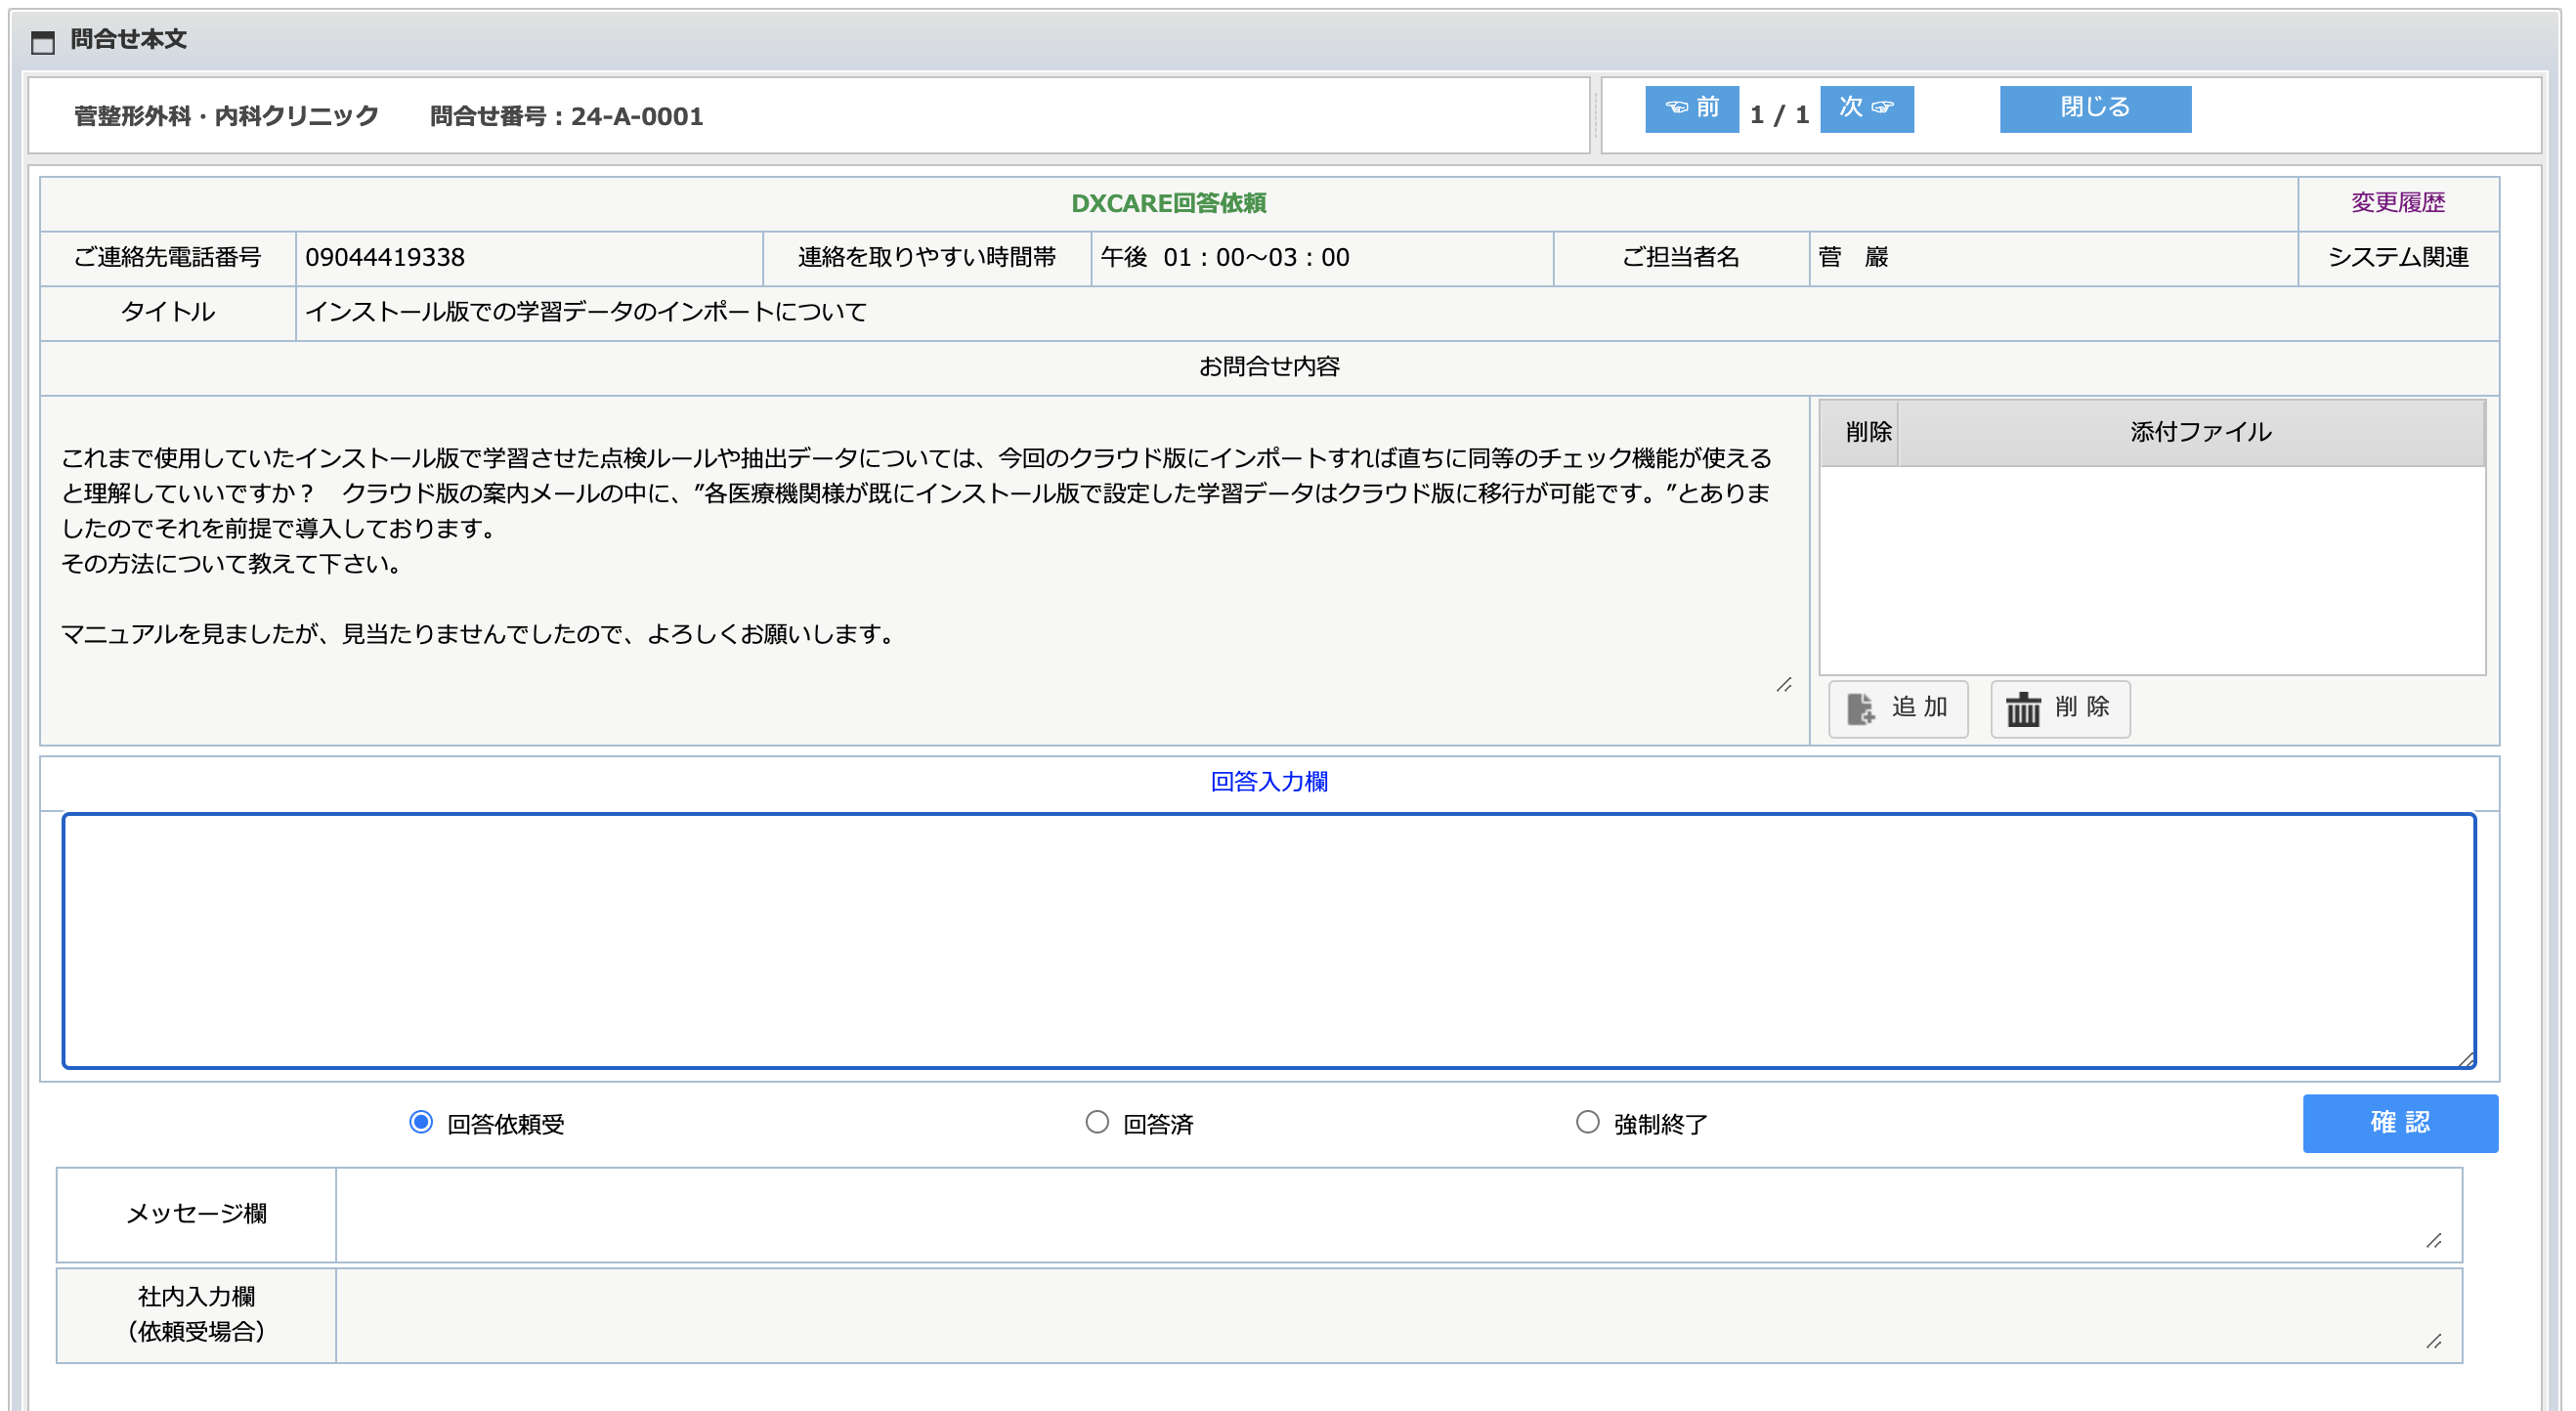 問合せ本文
菅整形外科・内科クリニック　　問合せ番号：24-A-0001
前 1 / 1 次 閉じる
DXCARE回答依頼 変更履歴
ご連絡先電話番号 09044419338 連絡を取りやすい時間帯 午後 01：00～03：00 ご担当者名 菅　巌 システム関連
タイトル インストール版での学習データのインポートについて
お問合せ内容
これまで使用していたインストール版で学習させた点検ルールや抽出データについては、今回のクラウド版にインポートすれば直ちに同等のチェック機能が使える
と理解していいですか？　クラウド版の案内メールの中に、”各医療機関様が既にインストール版で設定した学習データはクラウド版に移行が可能です。”とありま
したのでそれを前提で導入しております。
その方法について教えて下さい。
マニュアルを見ましたが、見当たりませんでしたので、よろしくお願いします。
削除 添付ファイル
追 加 削 除
回答入力欄
回答依頼受 回答済 強制終了 確 認
メッセージ欄
社内入力欄
（依頼受場合）